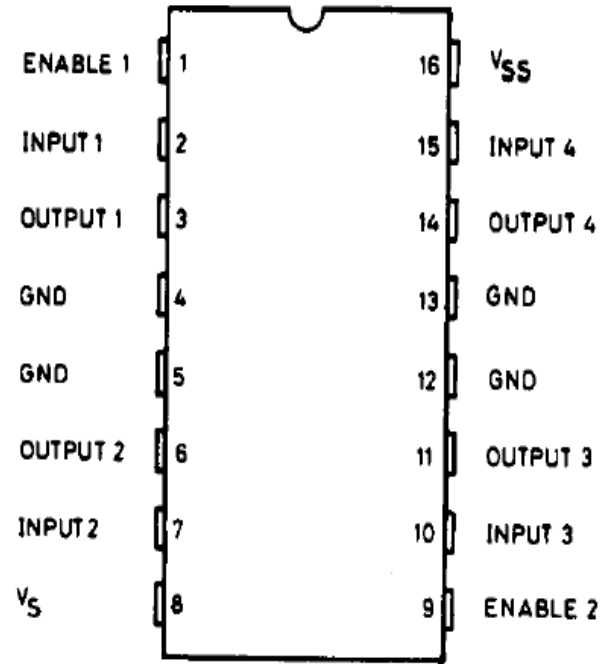 ENABLE 1 1 16 VSS
INPUT 1 2 15 INPUT 4
OUTPUT 1 3 14 OUTPUT 4
GND 4 13 GND
GND 5 12 GND
OUTPUT 2 6 11 OUTPUT 3
INPUT 2 7 10 INPUT 3
VS 8 9 ENABLE 2